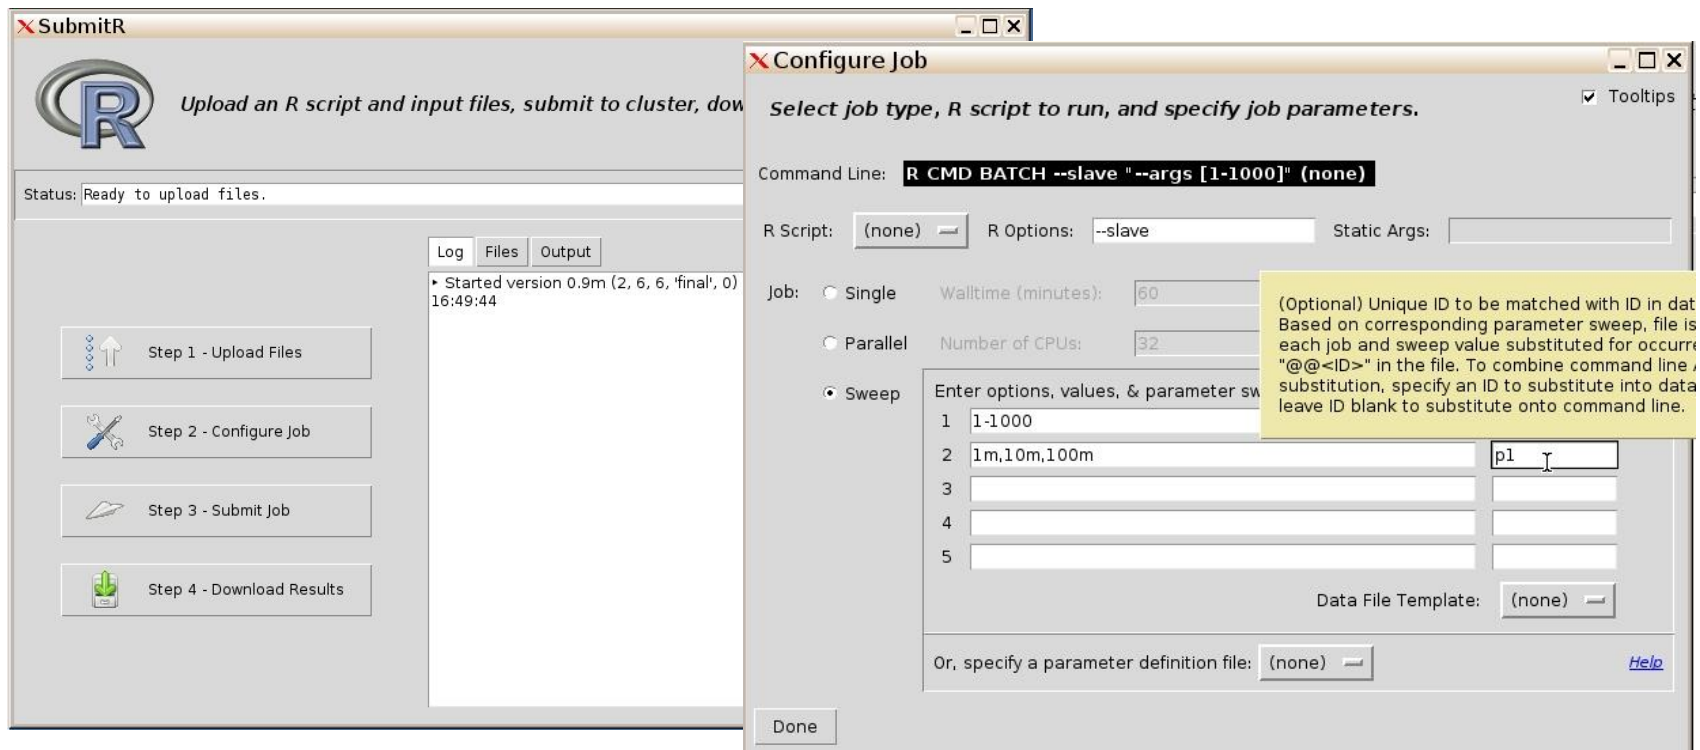 SubmitR
R
Upload an R script and input files, submit to cluster, dow
Status: Ready to upload files.
Log Files Output
‣ Started version 0.9m (2, 6, 6, 'final', 0)
16:49:44
Step 1 - Upload Files
Step 2 - Configure Job
Step 3 - Submit Job
Step 4 - Download Results
Configure Job
Tooltips
Select job type, R script to run, and specify job parameters.
Command Line: R CMD BATCH --slave "--args [1-1000]" (none)
R Script: (none) R Options: --slave Static Args:
Job: Single Walltime (minutes): 60
Parallel Number of CPUs: 32
Sweep Enter options, values, & parameter sw
(Optional) Unique ID to be matched with ID in dat
Based on corresponding parameter sweep, file is
each job and sweep value substituted for occurre
"@@<ID>" in the file. To combine command line
substitution, specify an ID to substitute into data
leave ID blank to substitute onto command line.
1 1-1000
2 1m,10m,100m p1
3
4
5
Data File Template: (none)
Or, specify a parameter definition file: (none) Help
Done